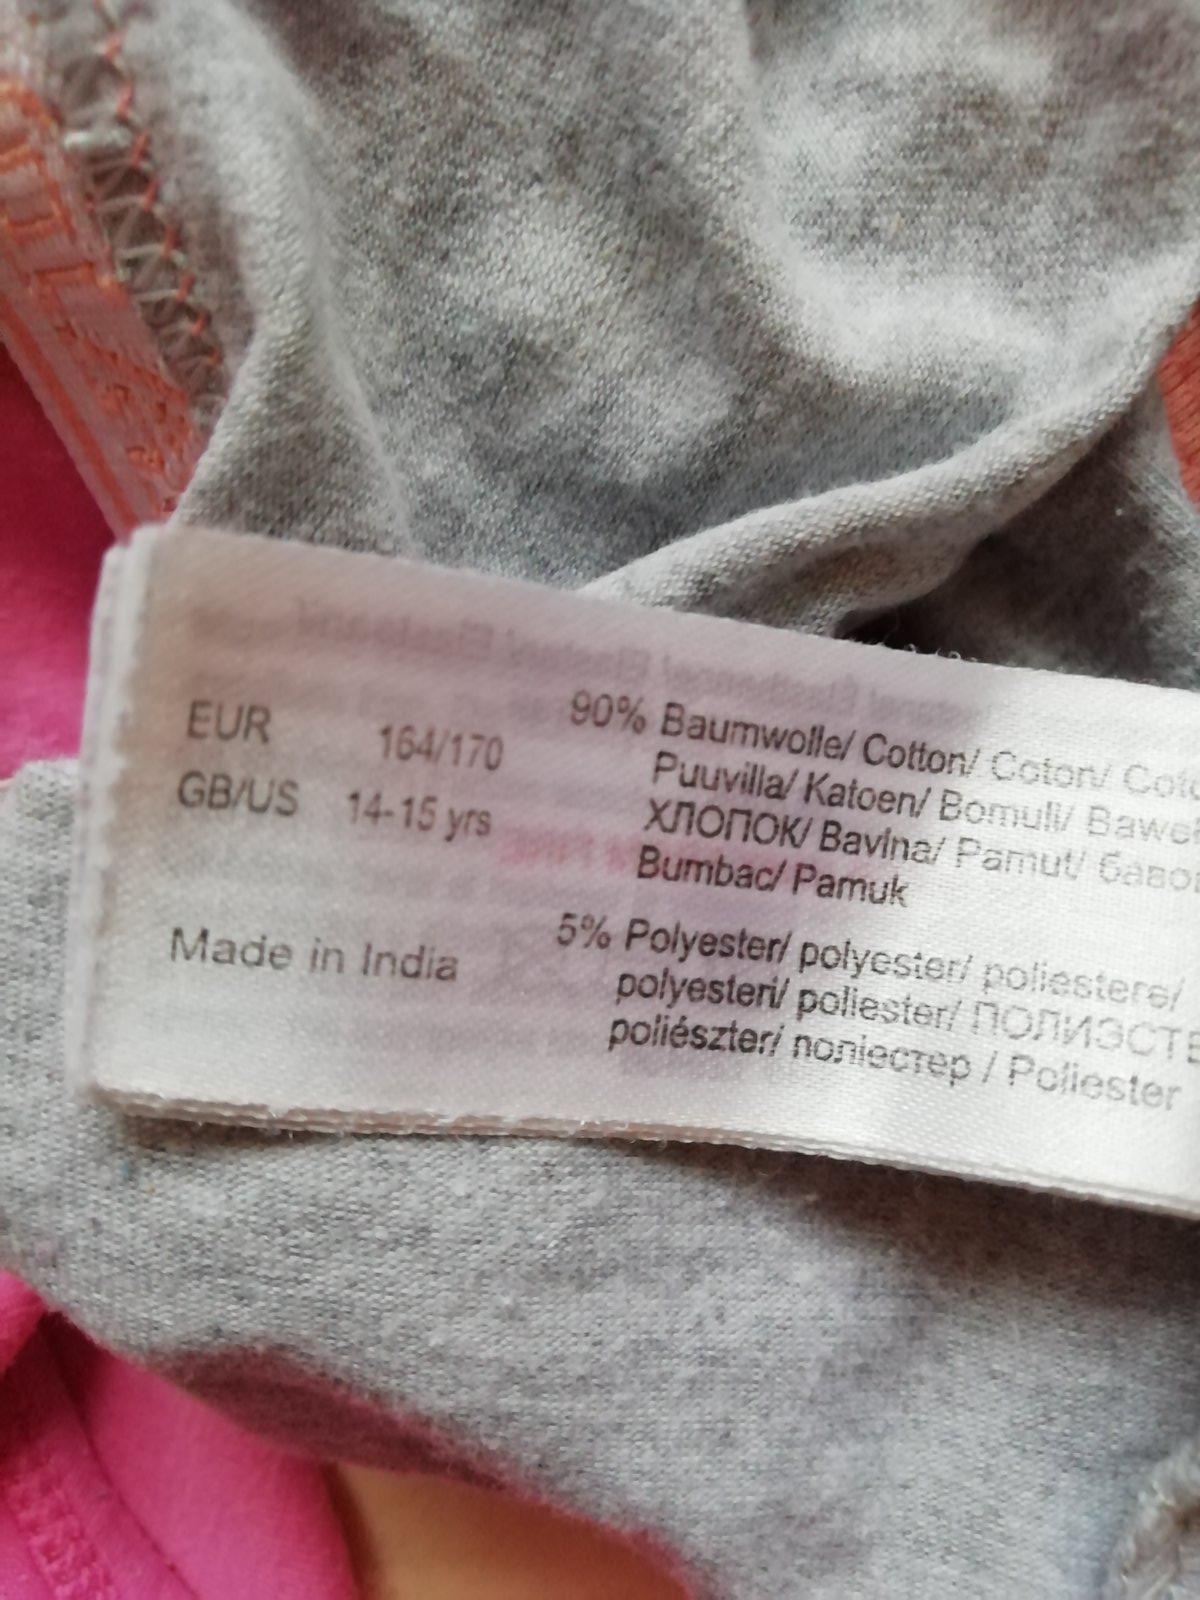 EUR 164/170
GB/US 14-15 yrs
Made in India
90% Baumwolle/ Cotton/ Coton/
Puuvilla/ Katoen/ Bomuli/
ХЛОПОК/ Bavlna/ Pamut/
Bumbac/ Pamuk
5% Polyester/ polyester/ poliestere/
polyesteri/ poliester/
poliészter/ поліестер / Poliester